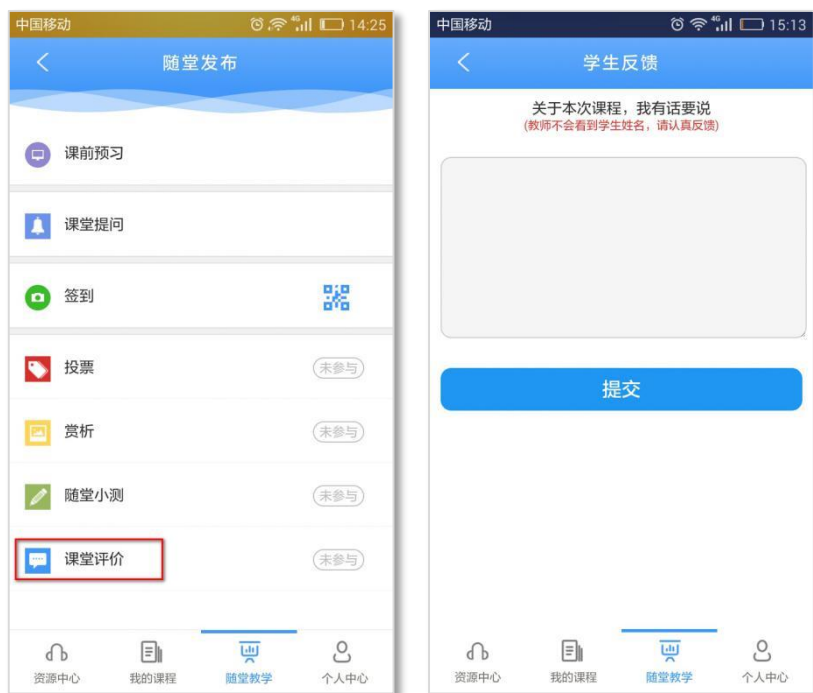 中国移动 4G 14:25
随堂发布
课前预习
课堂提问
签到
投票 未参与
赏析 未参与
随堂小测 未参与
课堂评价 未参与
资源中心 我的课程 随堂教学 个人中心
中国移动 4G 15:13
学生反馈
关于本次课程，我有话要说
(教师不会看到学生姓名，请认真反馈)
提交
资源中心 我的课程 随堂教学 个人中心